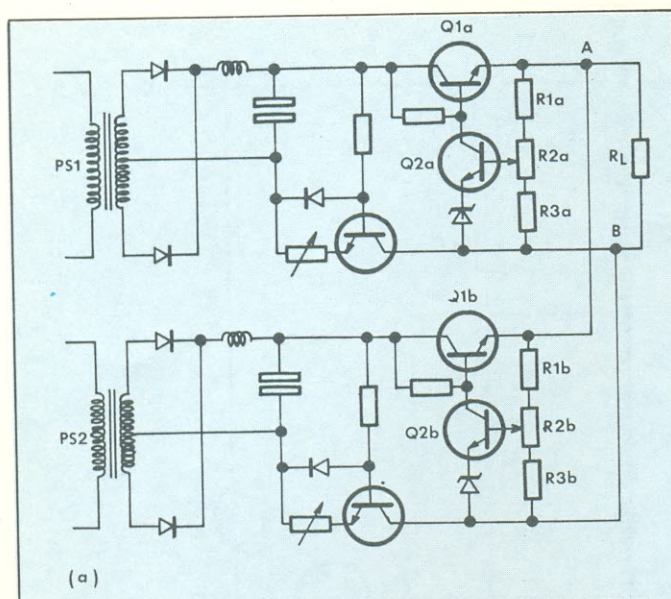 Q1a
A
R1a
PS1
Q2a
R2a
RL
R3a
B
Q1b
R1b
PS2
Q2b
R2b
R3b
(a)